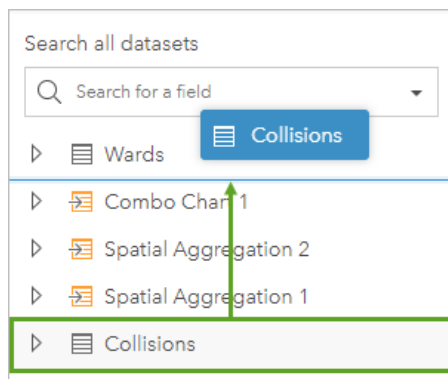 Search all datasets
Search for a field
Collisions
Wards
Combo Chart 1
Spatial Aggregation 2
Spatial Aggregation 1
Collisions